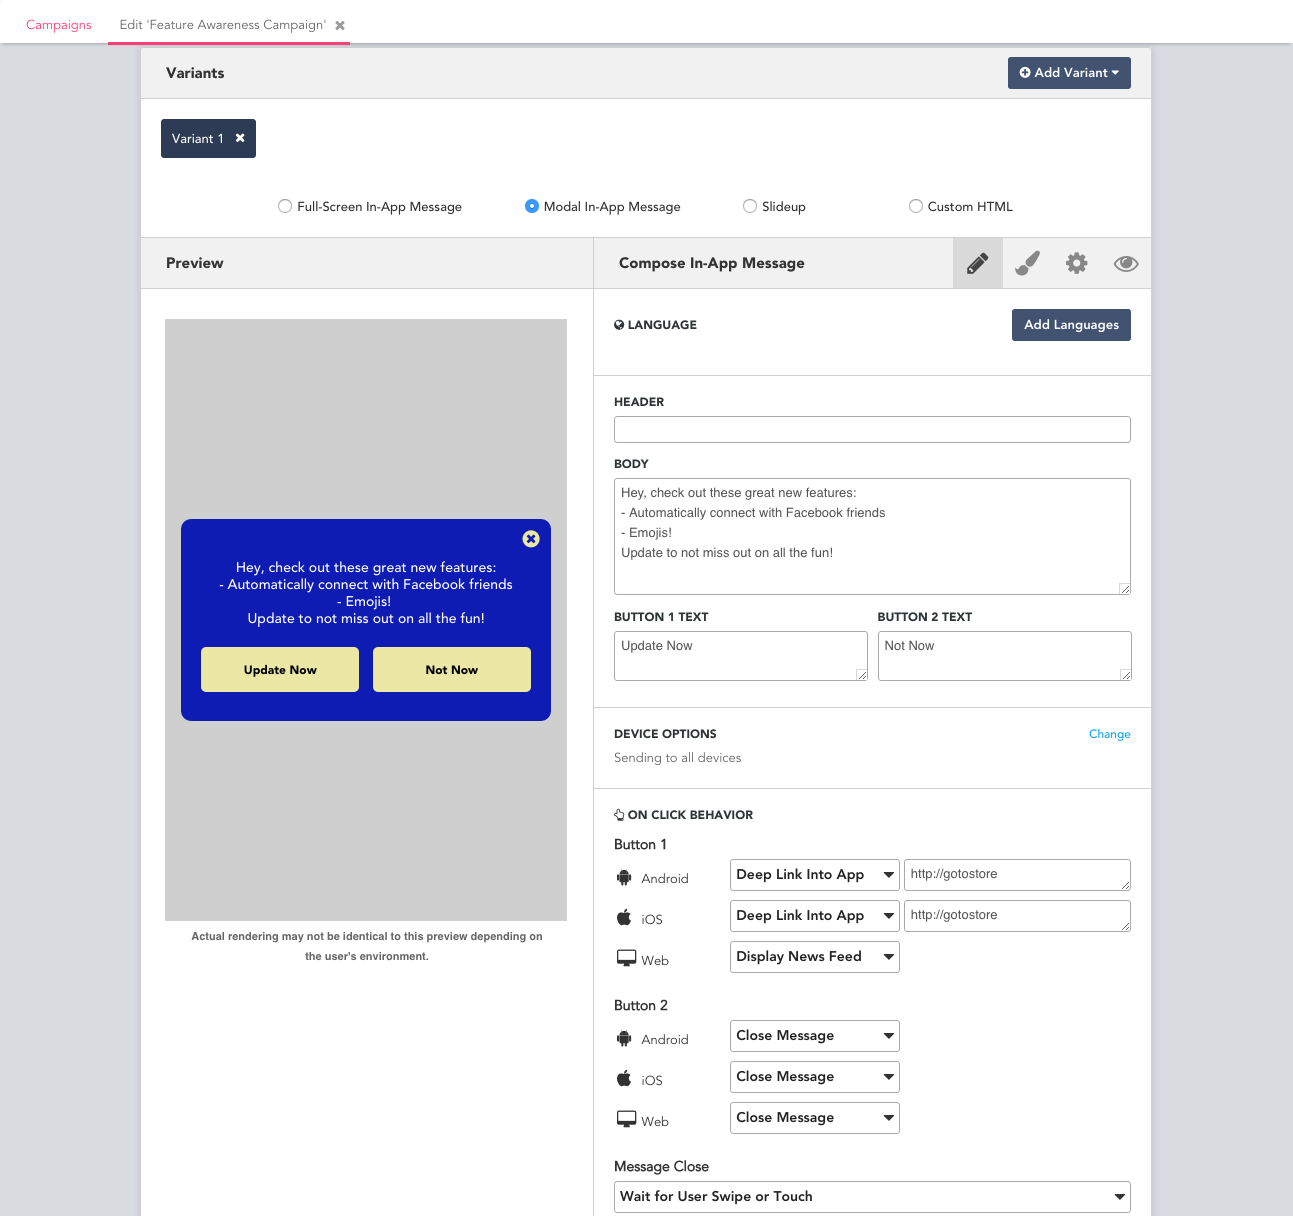 Campaigns
Edit 'Feature Awareness Campaign'
Variants
Add Variant
Variant 1
Full-Screen In-App Message
Modal In-App Message
Slideup
Custom HTML
Preview
Compose In-App Message
LANGUAGE
Add Languages
HEADER
BODY
Hey, check out these great new features:
- Automatically connect with Facebook friends
- Emojis!
Update to not miss out on all the fun!
BUTTON 1 TEXT
BUTTON 2 TEXT
Update Now
Not Now
DEVICE OPTIONS
Change
Sending to all devices
ON CLICK BEHAVIOR
Button 1
Android
Deep Link Into App
http://gotostore
iOS
Deep Link Into App
http://gotostore
Web
Display News Feed
Button 2
Android
Close Message
iOS
Close Message
Web
Close Message
Message Close
Wait for User Swipe or Touch
Hey, check out these great new features:
- Automatically connect with Facebook friends
- Emojis!
Update to not miss out on all the fun!
Update Now
Not Now
Actual rendering may not be identical to this preview depending on
the user's environment.